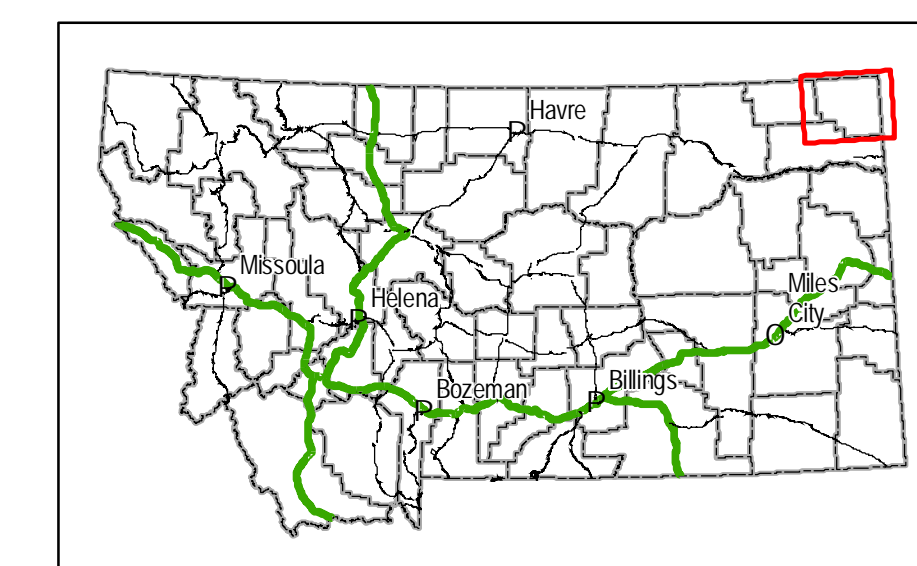 Havre
P
Missoula
P
Miles
City
O
Helena
P
Billings
P
Bozeman
P